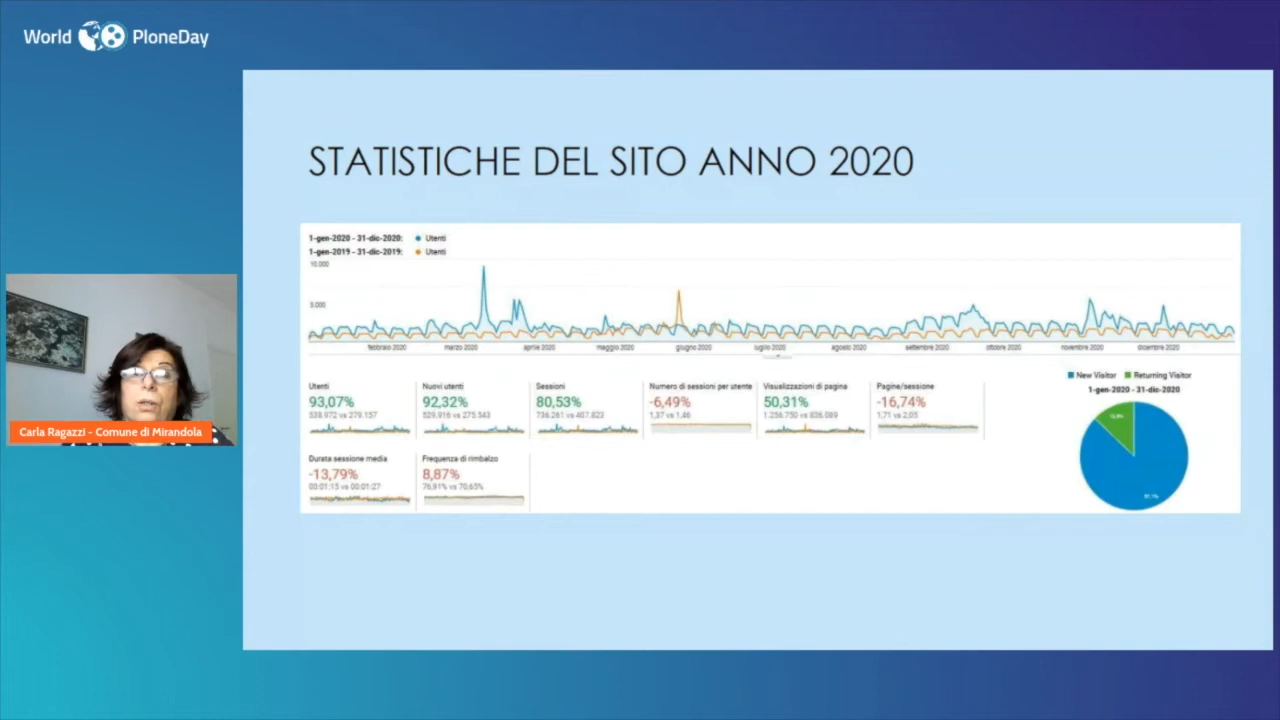 World PloneDay
STATISTICHE DEL SITO ANNO 2020
1-gen-2020 - 31-dic-2020: Utenti
1-gen-2019 - 31-dic-2019: Utenti
10.000
5.000
febbraio 2020 marzo 2020 aprile 2020 maggio 2020 giugno 2020 luglio 2020 agosto 2020 settembre 2020 ottobre 2020 novembre 2020 dicembre 2020
New Visitor Returning Visitor
1-gen-2020 - 31-dic-2020
Utenti Nuovi utenti Sessioni Numero di sessioni per utente Visualizzazioni di pagina Pagine/sessione
93,07% 92,32% 80,53% -6,49% 50,31% -16,74%
538.972 vs 279.157 529.916 vs 275.543 736.261 vs 407.823 1,37 vs 1,46 1.256.750 vs 836.089 1,71 vs 2,05
Durata sessione media Frequenza di rimbalzo
-13,79% 8,87%
00:01:15 vs 00:01:27 76,91% vs 70,65%
Carla Ragazzi - Comune di Mirandola